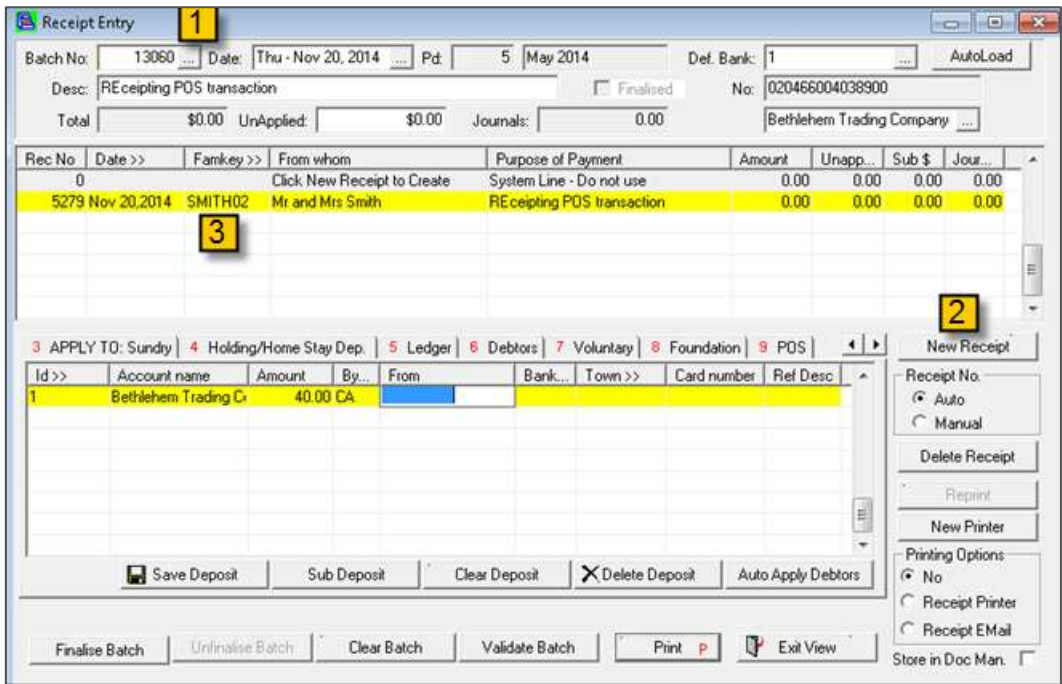 Receipt Entry
1
Batch No: 13060 ... Date: Thu - Nov 20, 2014 ... Pd: 5 May 2014 Def. Bank: 1 ... AutoLoad
Desc: REceipting POS transaction Finalised No: 020466004038900
Total $0.00 UnApplied: $0.00 Journals: 0.00 Bethlehem Trading Company ...
Rec No Date >> Famkey >> From whom Purpose of Payment Amount Unapp... Sub $ Jour...
0 Click New Receipt to Create System Line - Do not use 0.00 0.00 0.00 0.00
5279 Nov 20,2014 SMITH02 Mr and Mrs Smith REceipting POS transaction 0.00 0.00 0.00 0.00
3
2
3 APPLY TO: Sundry 4 Holding/Home Stay Dep. 5 Ledger 6 Debtors 7 Voluntary 8 Foundation 9 POS New Receipt
Id >> Account name Amount By... From Bank... Town >> Card number Ref Desc
1 Bethlehem Trading Co 40.00 CA
Receipt No.
Auto
Manual
Delete Receipt
Reprint
New Printer
Printing Options
No
Receipt Printer
Receipt EMail
Store in Doc Man.
Save Deposit Sub Deposit Clear Deposit Delete Deposit Auto Apply Debtors
Finalise Batch Unfinalise Batch Clear Batch Validate Batch Print P Exit View